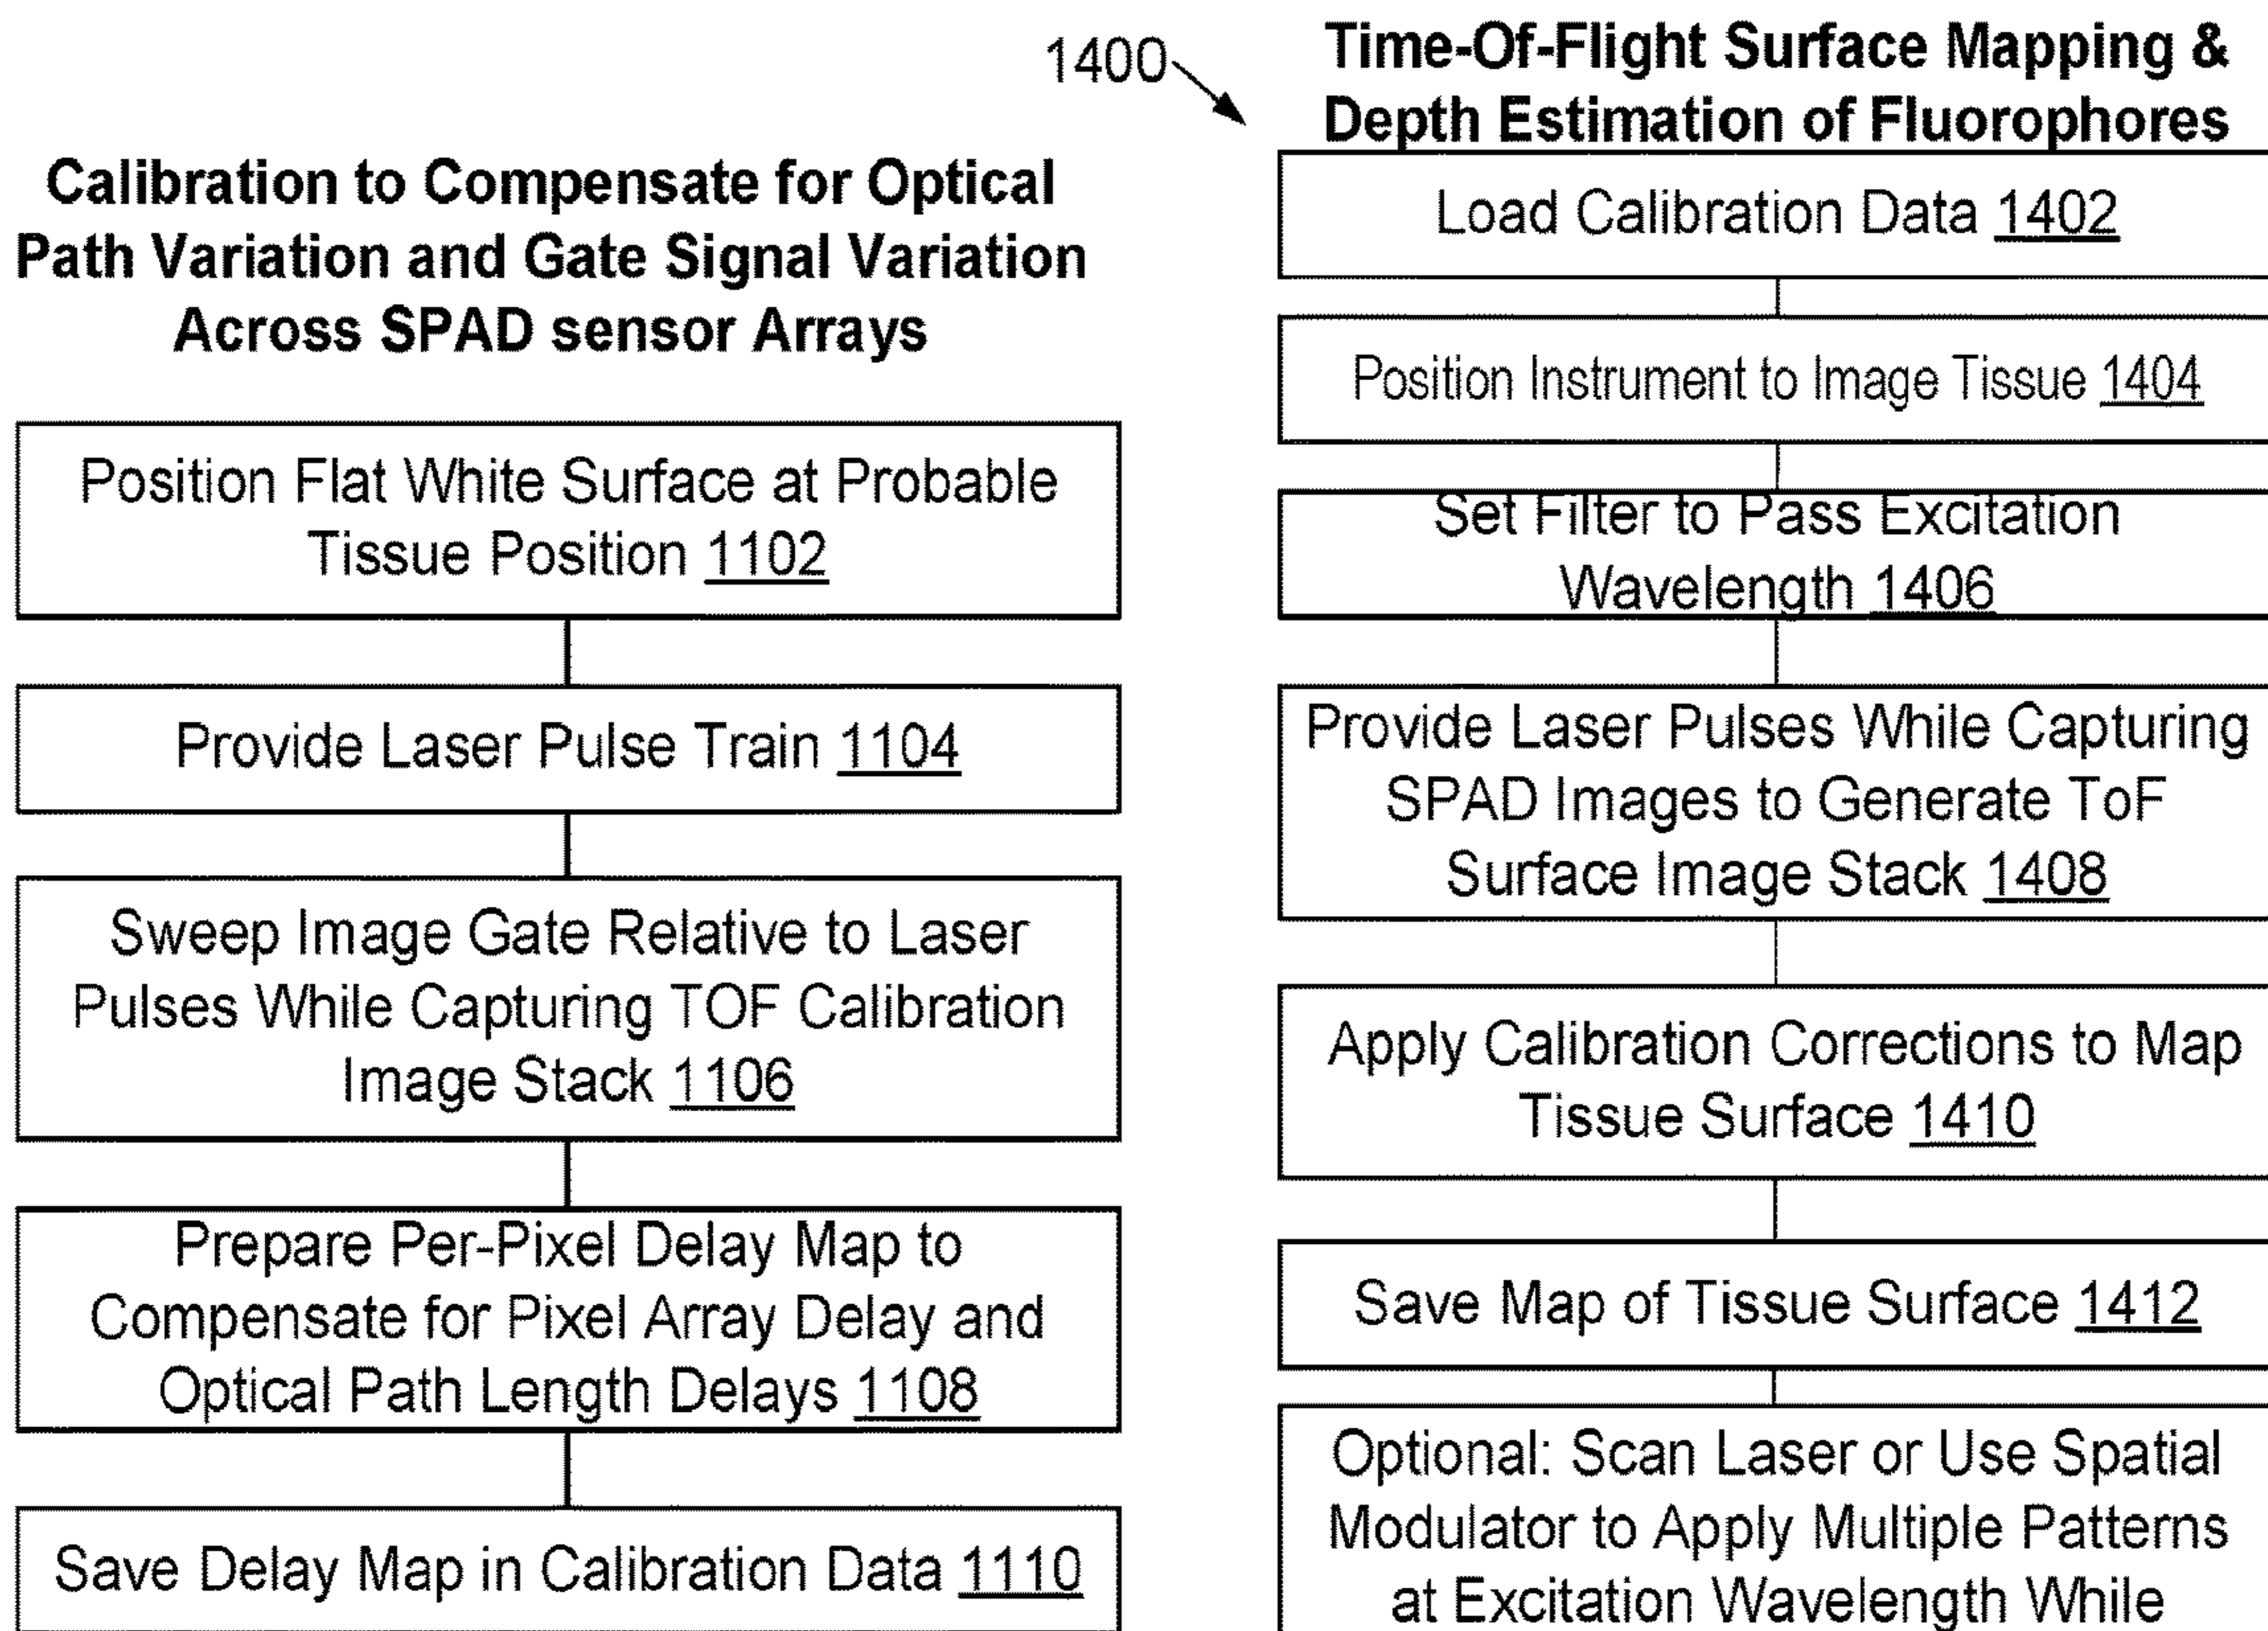 Calibration to Compensate for Optical
Path Variation and Gate Signal Variation
Across SPAD sensor Arrays
Position Flat White Surface at Probable
Tissue Position 1102
Provide Laser Pulse Train 1104
Sweep Image Gate Relative to Laser
Pulses While Capturing TOF Calibration
Image Stack 1106
Prepare Per-Pixel Delay Map to
Compensate for Pixel Array Delay and
Optical Path Length Delays 1108
Save Delay Map in Calibration Data 1110
1400
Time-Of-Flight Surface Mapping &
Depth Estimation of Fluorophores
Load Calibration Data 1402
Position Instrument to Image Tissue 1404
Set Filter to Pass Excitation
Wavelength 1406
Provide Laser Pulses While Capturing
SPAD Images to Generate ToF
Surface Image Stack 1408
Apply Calibration Corrections to Map
Tissue Surface 1410
Save Map of Tissue Surface 1412
Optional: Scan Laser or Use Spatial
Modulator to Apply Multiple Patterns
at Excitation Wavelength While